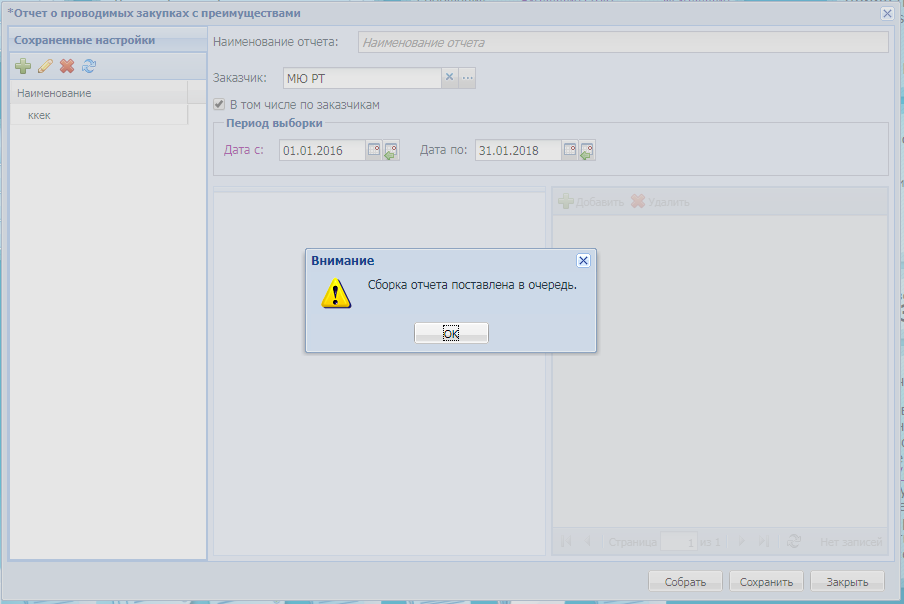 *Отчет о проводимых закупках с преимуществами
Сохраненные настройки
Наименование
ккек
Наименование отчета: Наименование отчета
Заказчик: МЮ РТ
В том числе по заказчикам
Период выборки
Дата с: 01.01.2016 Дата по: 31.01.2018
Добавить Удалить
Внимание
Сборка отчета поставлена в очередь.
OK
Страница 1 из 1 Нет записей
Собрать Сохранить Закрыть